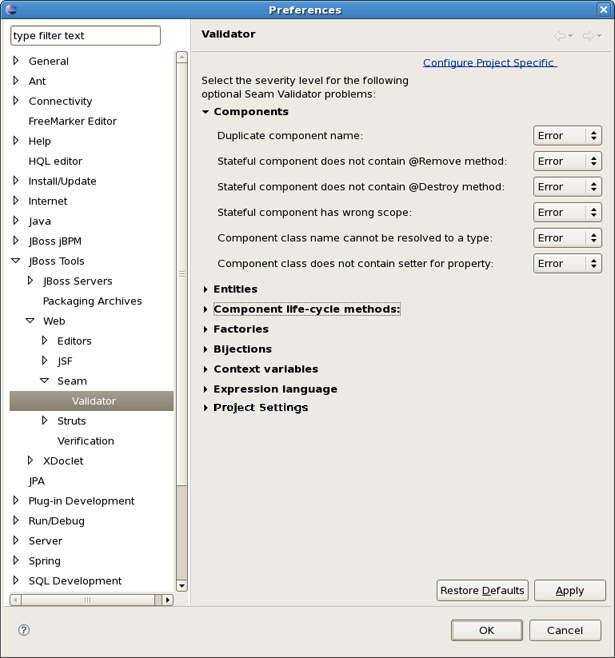 Preferences
type filter text
General
Ant
Connectivity
FreeMarker Editor
Help
HQL editor
Install/Update
Internet
Java
JBoss jBPM
JBoss Tools
JBoss Servers
Packaging Archives
Web
Editors
JSF
Seam
Validator
Struts
Verification
XDoclet
JPA
Plug-in Development
Run/Debug
Server
Spring
SQL Development
Validator
Configure Project Specific
Select the severity level for the following
optional Seam Validator problems:
Components
Duplicate component name: Error
Stateful component does not contain @Remove method: Error
Stateful component does not contain @Destroy method: Error
Stateful component has wrong scope: Error
Component class name cannot be resolved to a type: Error
Component class does not contain setter for property: Error
Entities
Component life-cycle methods:
Factories
Bijections
Context variables
Expression language
Project Settings
Restore Defaults Apply
? OK Cancel